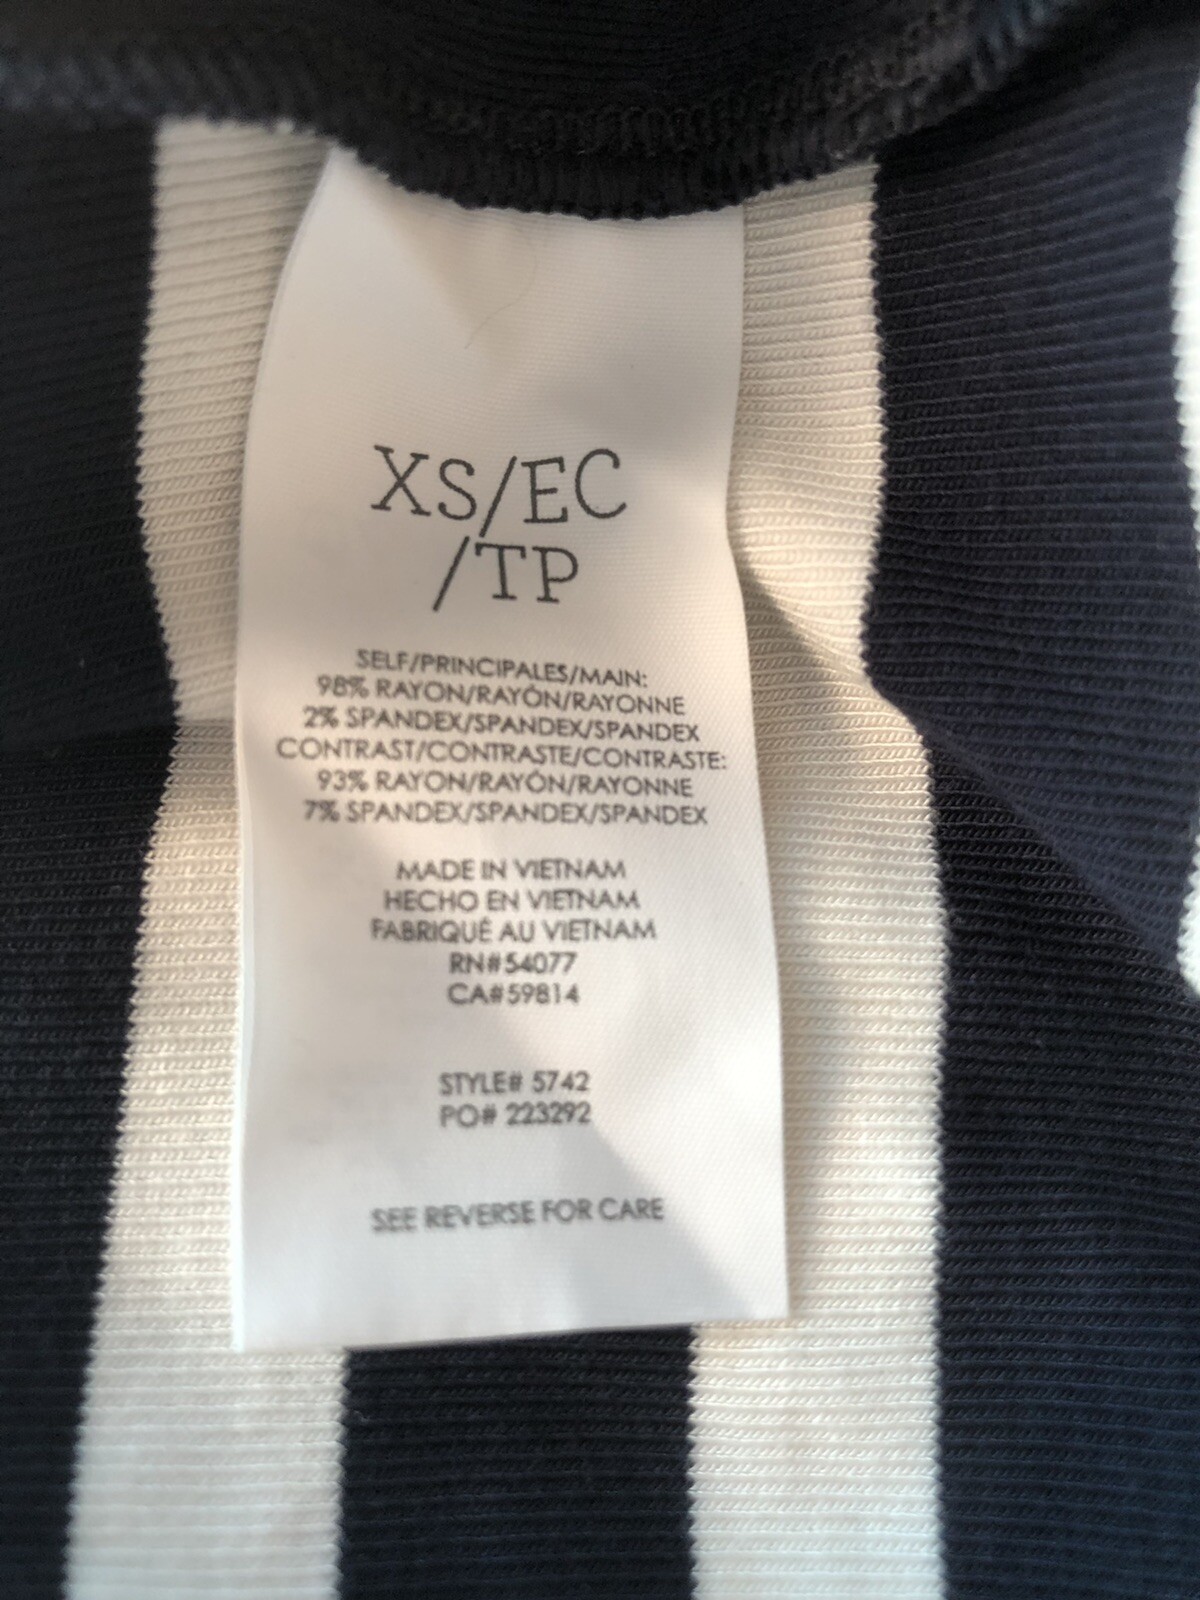 XS/EC
/TP
SELF/PRINCIPALES/MAIN:
98% RAYON/RAYÓN/RAYONNE
2% SPANDEX/SPANDEX/SPANDEX
CONTRAST/CONTRASTE/CONTRASTE:
93% RAYON/RAYÓN/RAYONNE
7% SPANDEX/SPANDEX/SPANDEX
MADE IN VIETNAM
HECHO EN VIETNAM
FABRIQUÉ AU VIETNAM
RN#54077
CA#59814
STYLE# 5742
PO# 223292
SEE REVERSE FOR CARE